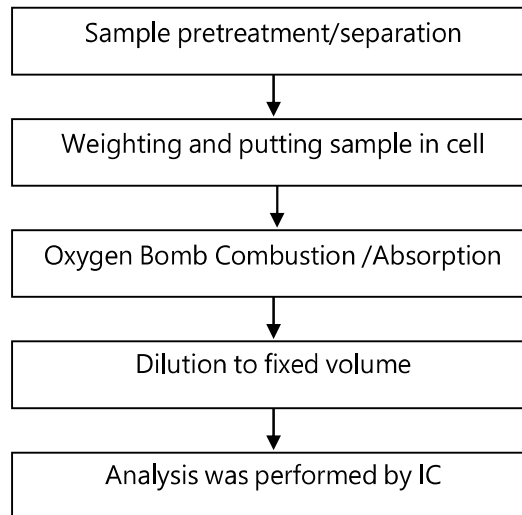 Sample pretreatment/separation
Weighting and putting sample in cell
Oxygen Bomb Combustion /Absorption
Dilution to fixed volume
Analysis was performed by IC